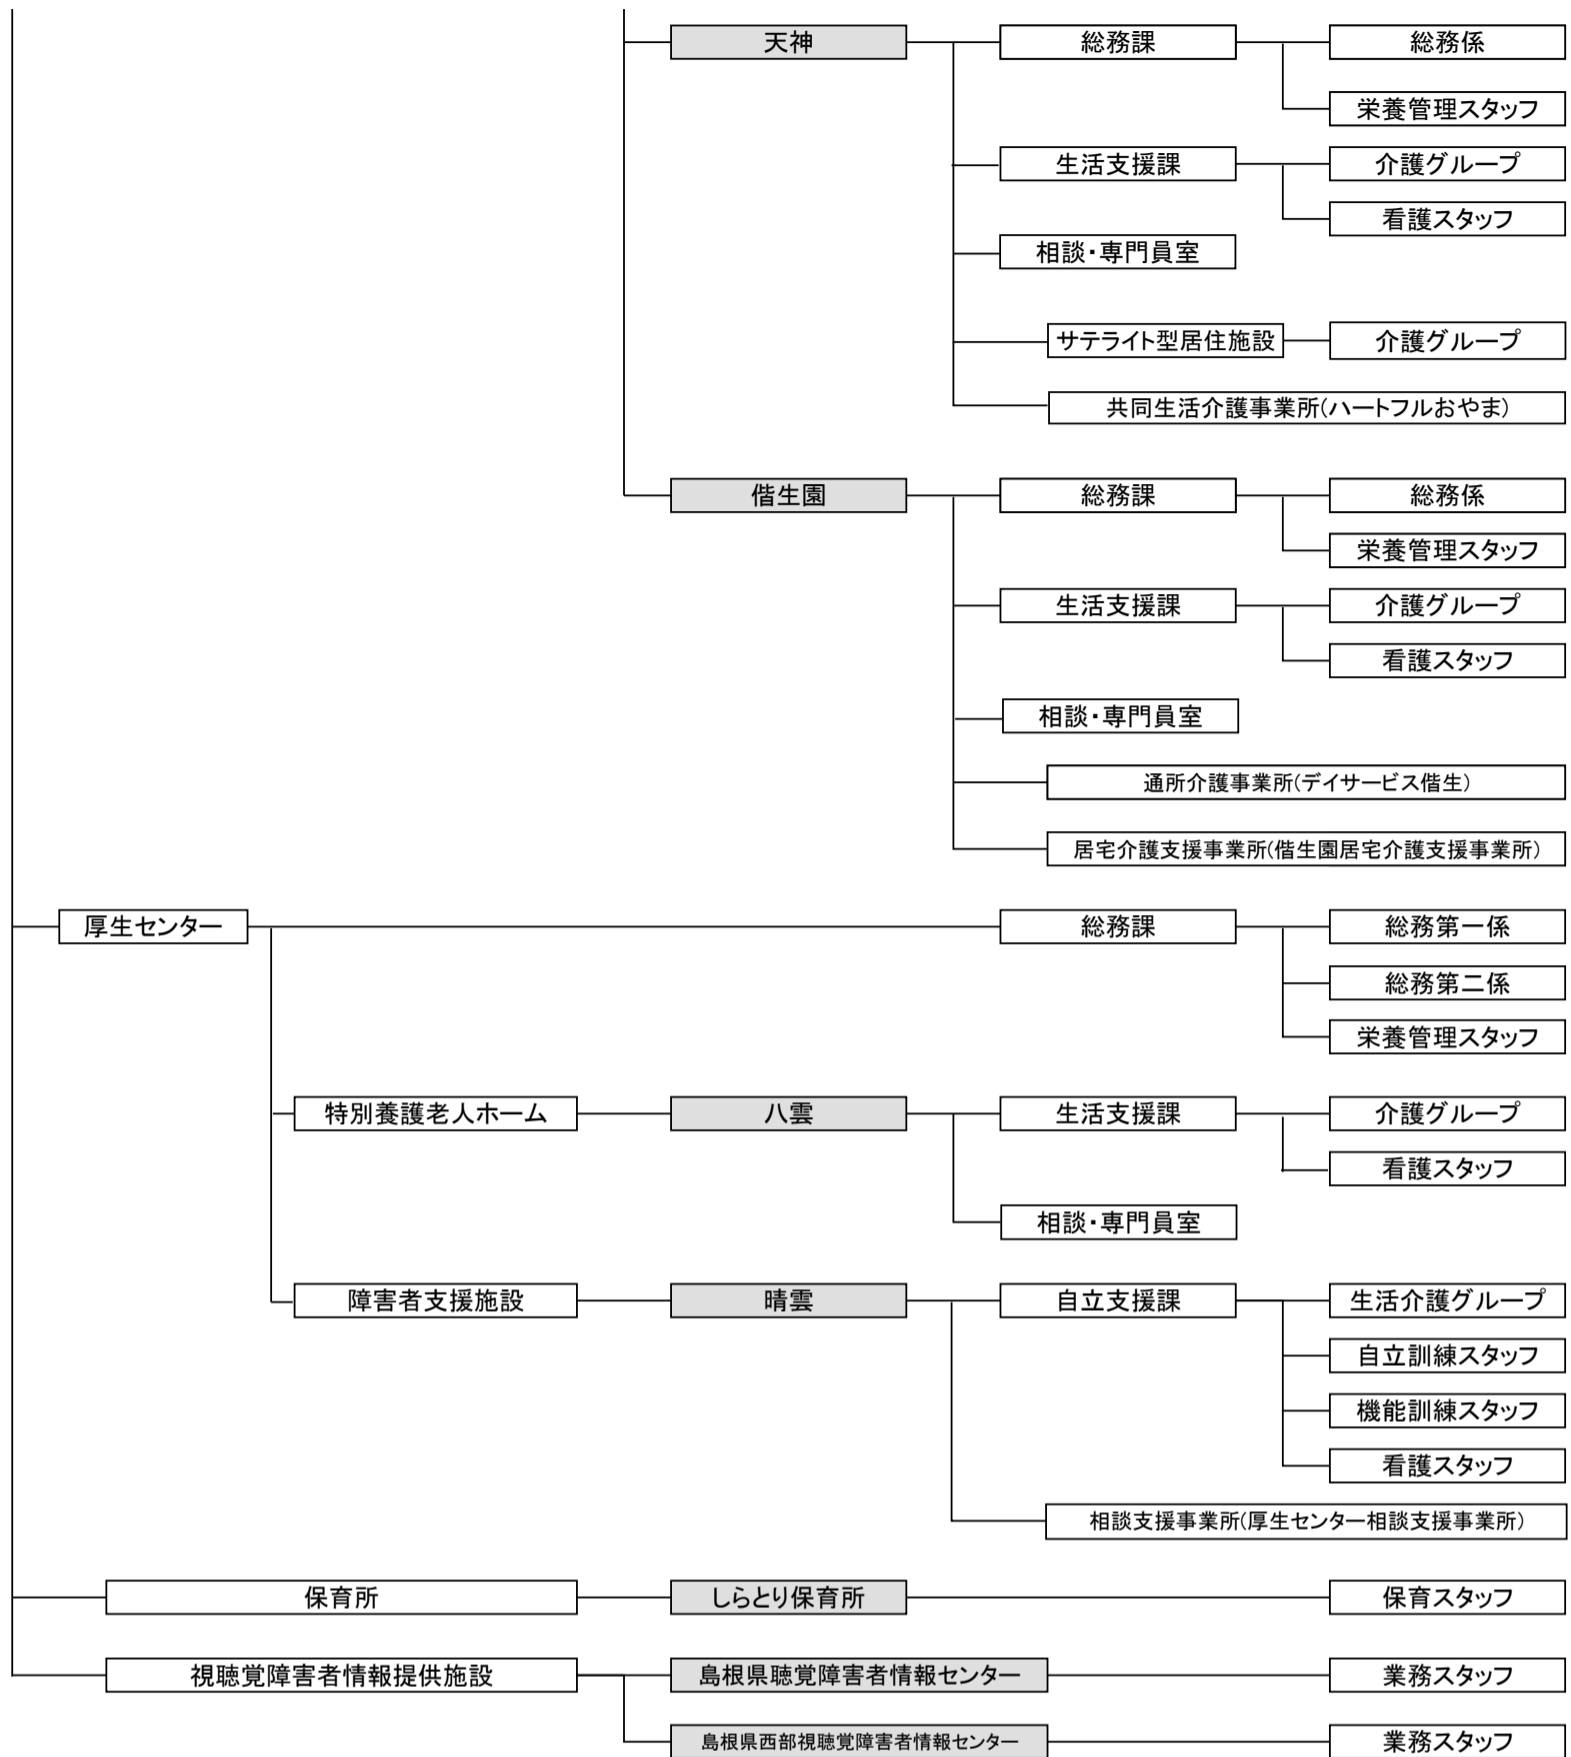 天神
総務課
総務係
栄養管理スタッフ
生活支援課
介護グループ
看護スタッフ
相談・専門員室
サテライト型居住施設
介護グループ
共同生活介護事業所(ハートフルおやま)
偕生園
総務課
総務係
栄養管理スタッフ
生活支援課
介護グループ
看護スタッフ
相談・専門員室
通所介護事業所(デイサービス偕生)
居宅介護支援事業所(偕生園居宅介護支援事業所)
厚生センター
総務課
総務第一係
総務第二係
栄養管理スタッフ
特別養護老人ホーム
八雲
生活支援課
介護グループ
看護スタッフ
相談・専門員室
障害者支援施設
晴雲
自立支援課
生活介護グループ
自立訓練スタッフ
機能訓練スタッフ
看護スタッフ
相談支援事業所(厚生センター相談支援事業所)
保育所
しらとり保育所
保育スタッフ
視聴覚障害者情報提供施設
島根県聴覚障害者情報センター
業務スタッフ
島根県西部視聴覚障害者情報センター
業務スタッフ